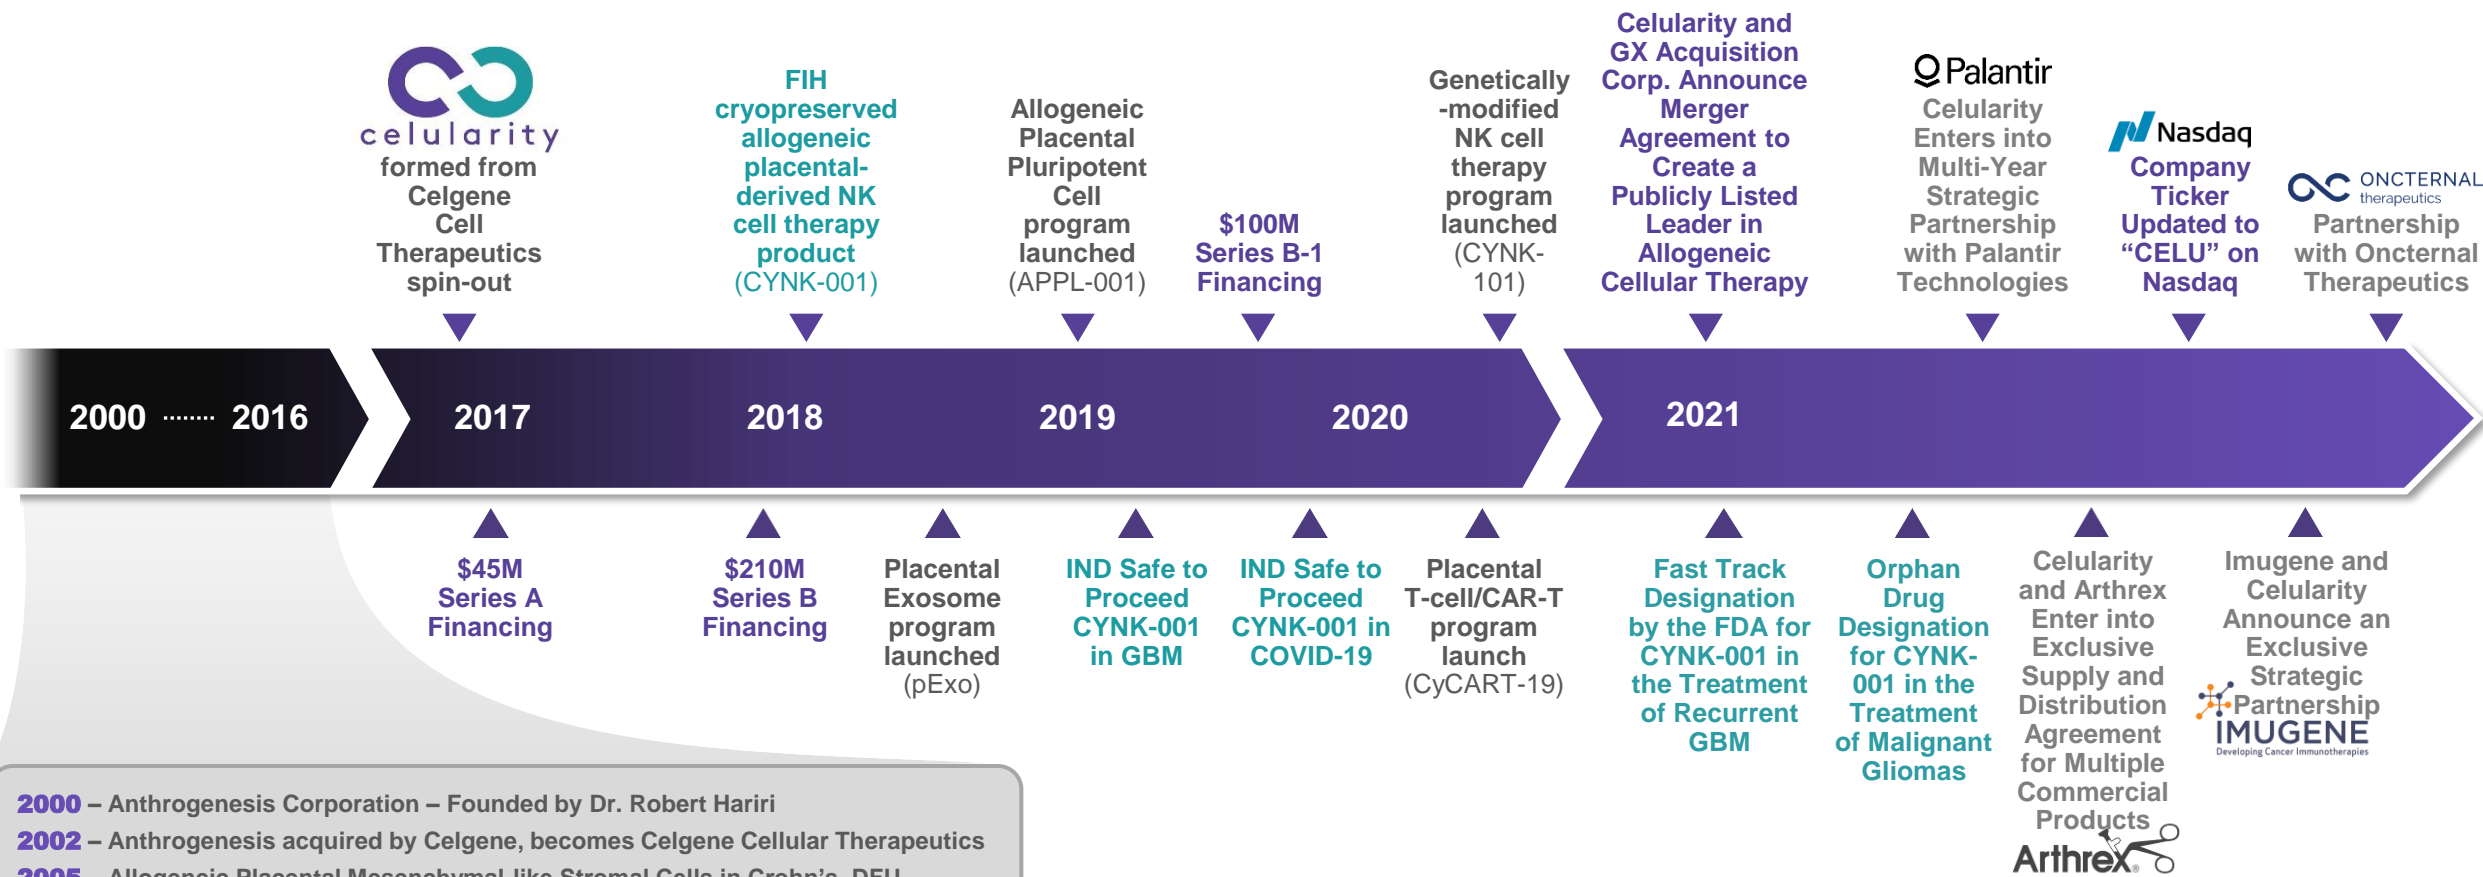 celularity
formed from
Celgene
Cell
Therapeutics
spin-out
FIH
cryopreserved
allogeneic
placental-
derived NK
cell therapy
product
(CYNK-001)
Allogeneic
Placental
Pluripotent
Cell
program
launched
(APPL-001)
$100M
Series B-1
Financing
Genetically
-modified
NK cell
therapy
program
launched
(CYNK-
101)
Celularity and
GX Acquisition
Corp. Announce
Merger
Agreement to
Create a
Publicly Listed
Leader in
Allogeneic
Cellular Therapy
Palantir
Celularity
Enters into
Multi-Year
Strategic
Partnership
with Palantir
Technologies
Nasdaq
Company
Ticker
Updated to
“CELU” on
Nasdaq
ONCTERNAL
therapeutics
Partnership
with Oncternal
Therapeutics
2000 ........ 2016
2017
2018
2019
2020
2021
$45M
Series A
Financing
$210M
Series B
Financing
Placental
Exosome
program
launched
(pExo)
IND Safe to
Proceed
CYNK-001
in GBM
IND Safe to
Proceed
CYNK-001 in
COVID-19
Placental
T-cell/CAR-T
program
launch
(CyCART-19)
Fast Track
Designation
by the FDA for
CYNK-001 in
the Treatment
of Recurrent
GBM
Orphan
Drug
Designation
for CYNK-
001 in the
Treatment
of Malignant
Gliomas
Celularity
and Arthrex
Enter into
Exclusive
Supply and
Distribution
Agreement
for Multiple
Commercial
Products
Arthrex®
Imugene and
Celularity
Announce an
Exclusive
Strategic
Partnership
IMUGENE
Developing Cancer Immunotherapies
2000 – Anthrogenesis Corporation – Founded by Dr. Robert Hariri
2002 – Anthrogenesis acquired by Celgene, becomes Celgene Cellular Therapeutics
2005 – Allogeneic Placental Mesenchymal-like Stromal Cells in Crohn's, DFU